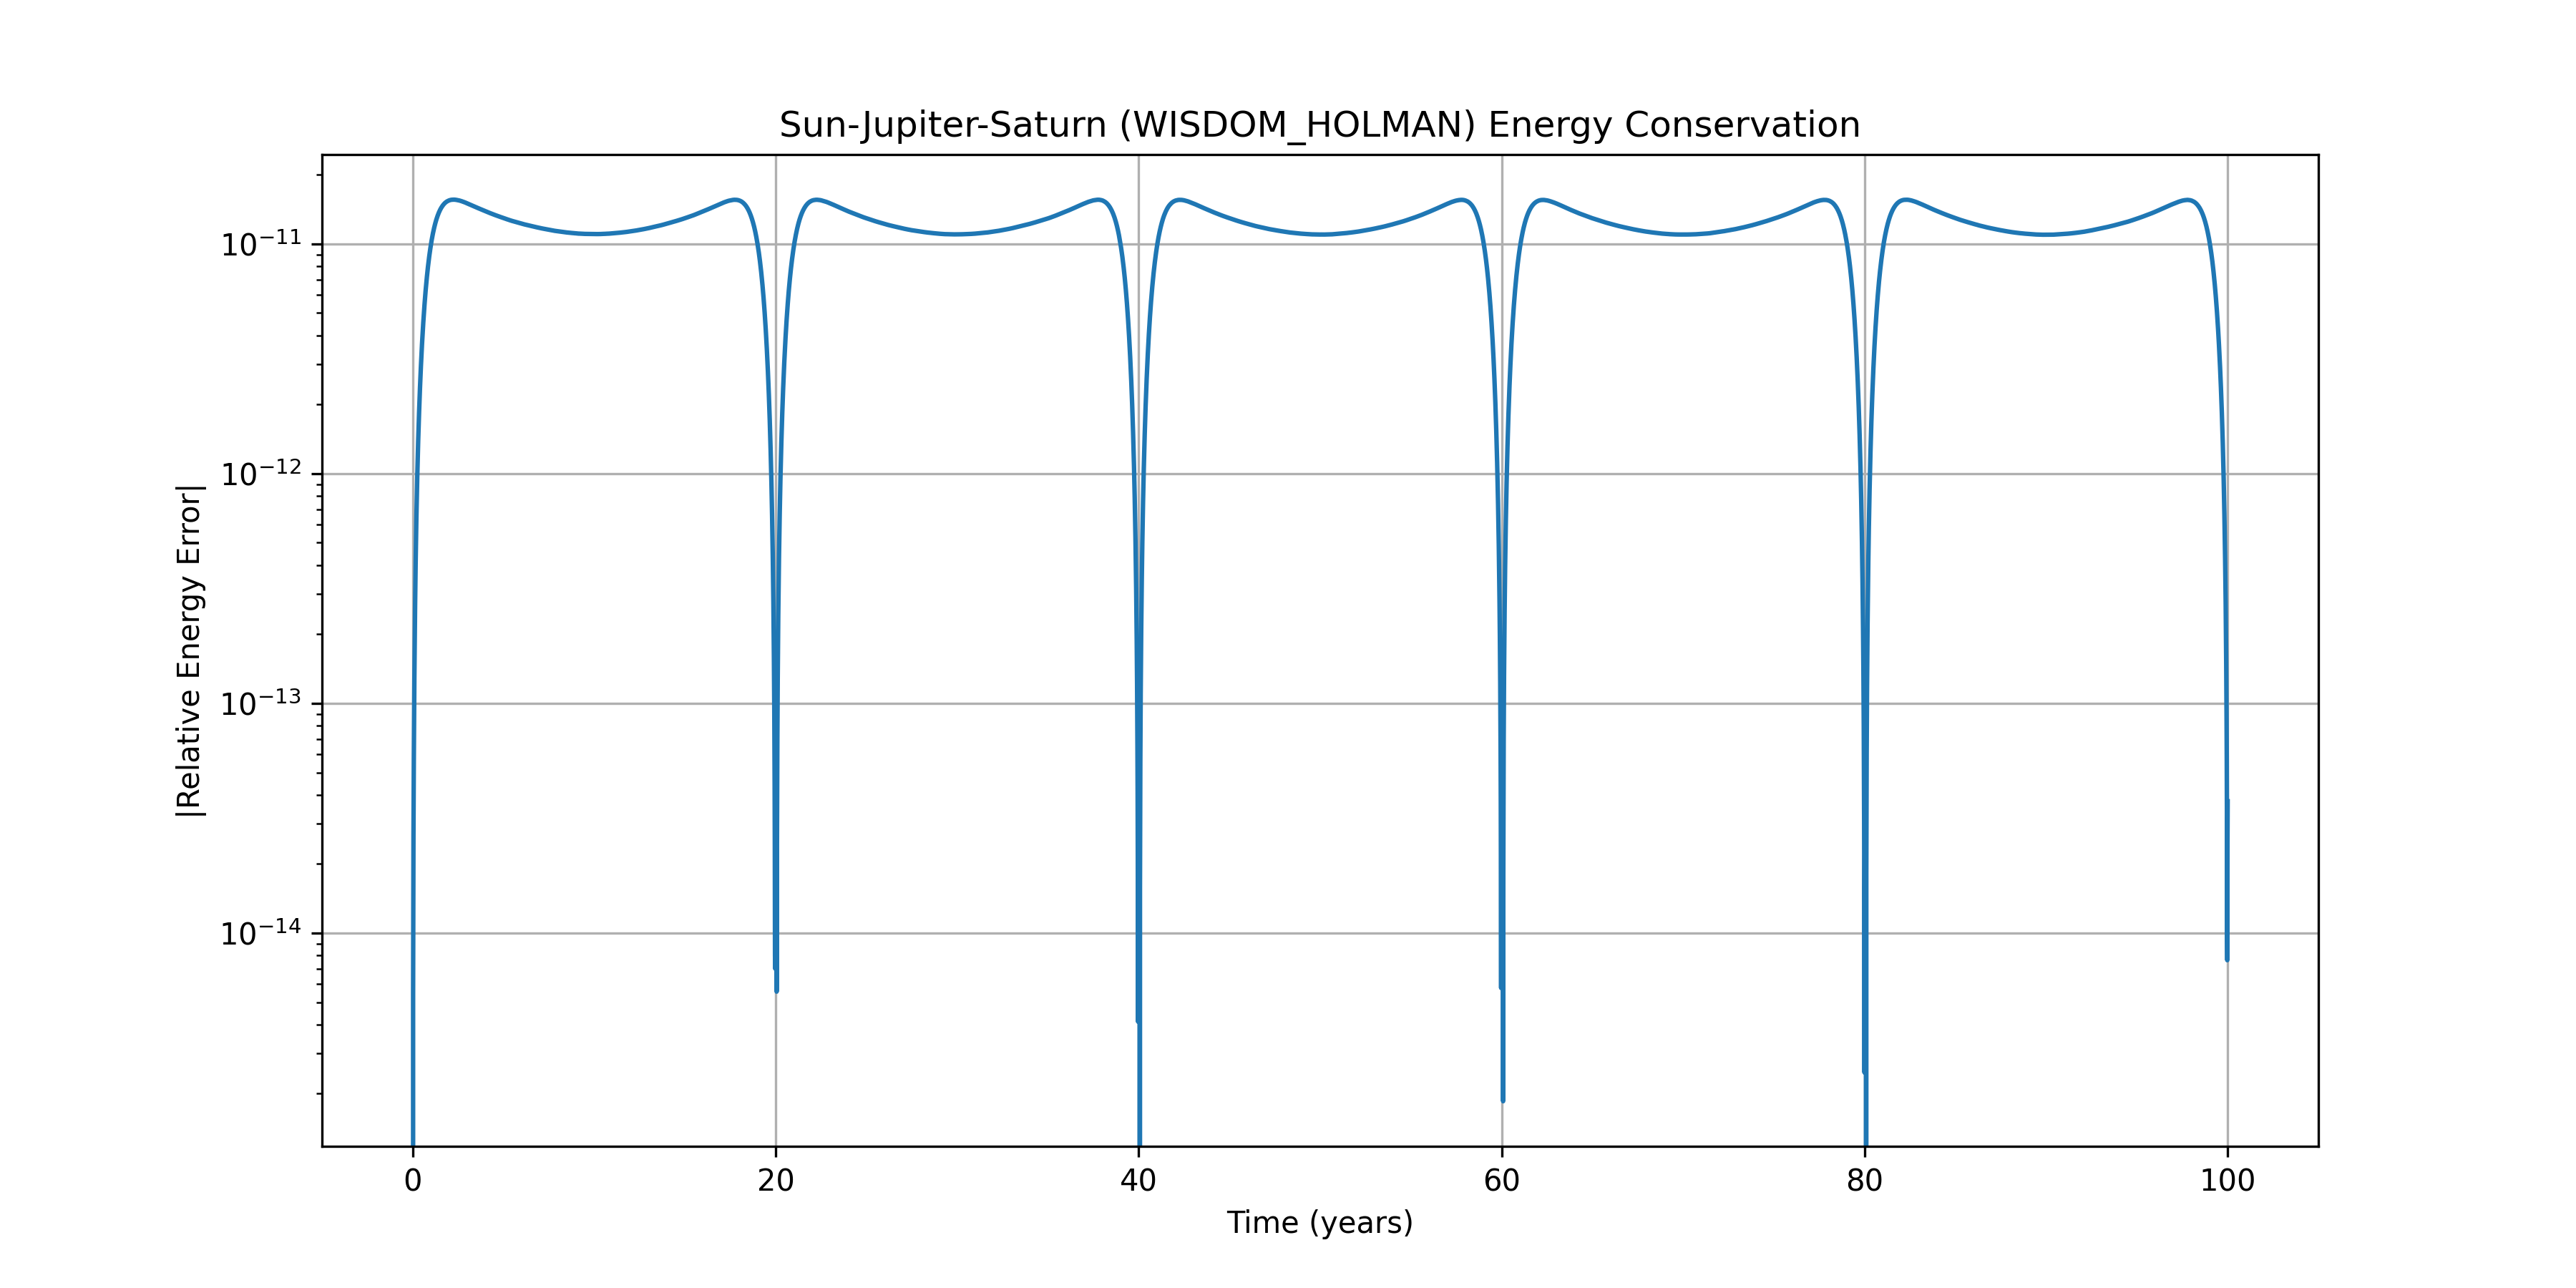 Sun-Jupiter-Saturn (WISDOM_HOLMAN) Energy Conservation
|Relative Energy Error|
10⁻¹¹
10⁻¹²
10⁻¹³
10⁻¹⁴
0 20 40 60 80 100
Time (years)